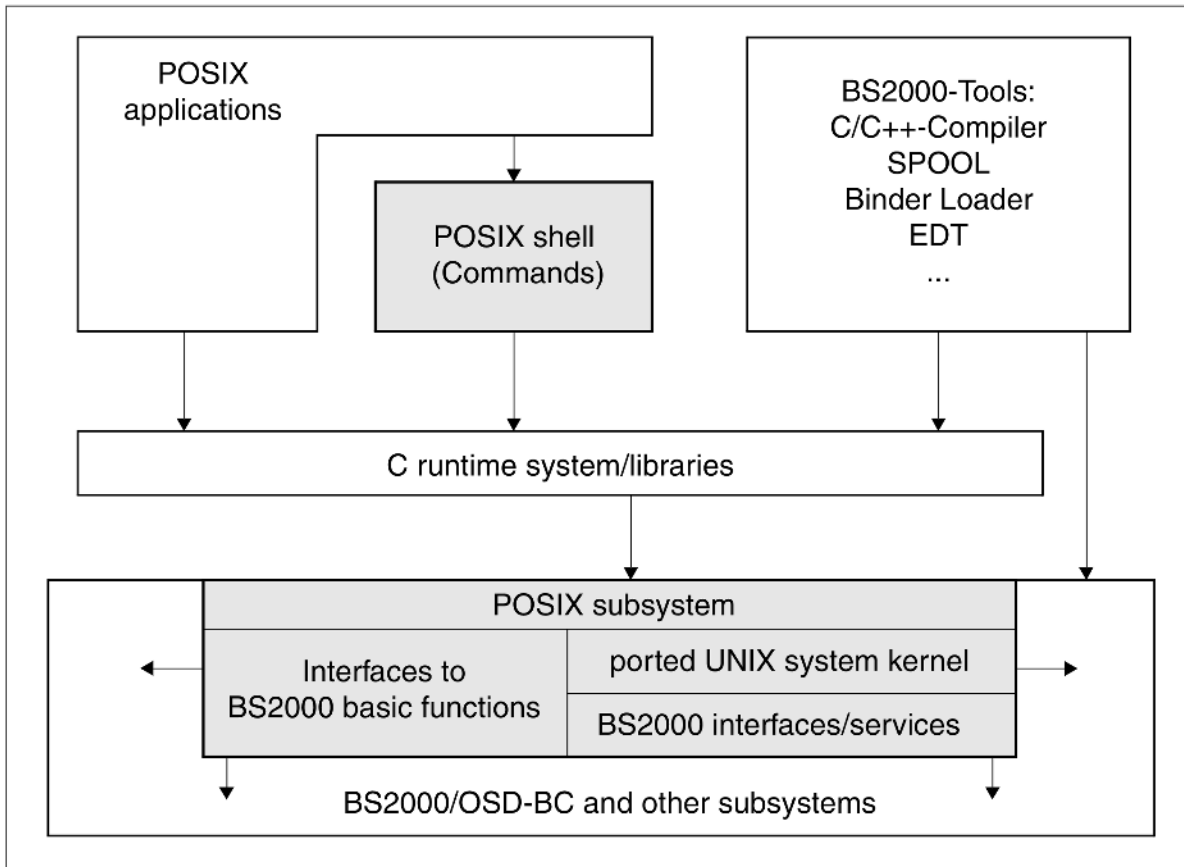 POSIX
applications
POSIX shell
(Commands)
BS2000-Tools:
C/C++-Compiler
SPOOL
Binder Loader
EDT
...
C runtime system/libraries
POSIX subsystem
Interfaces to
BS2000 basic functions
ported UNIX system kernel
BS2000 interfaces/services
BS2000/OSD-BC and other subsystems